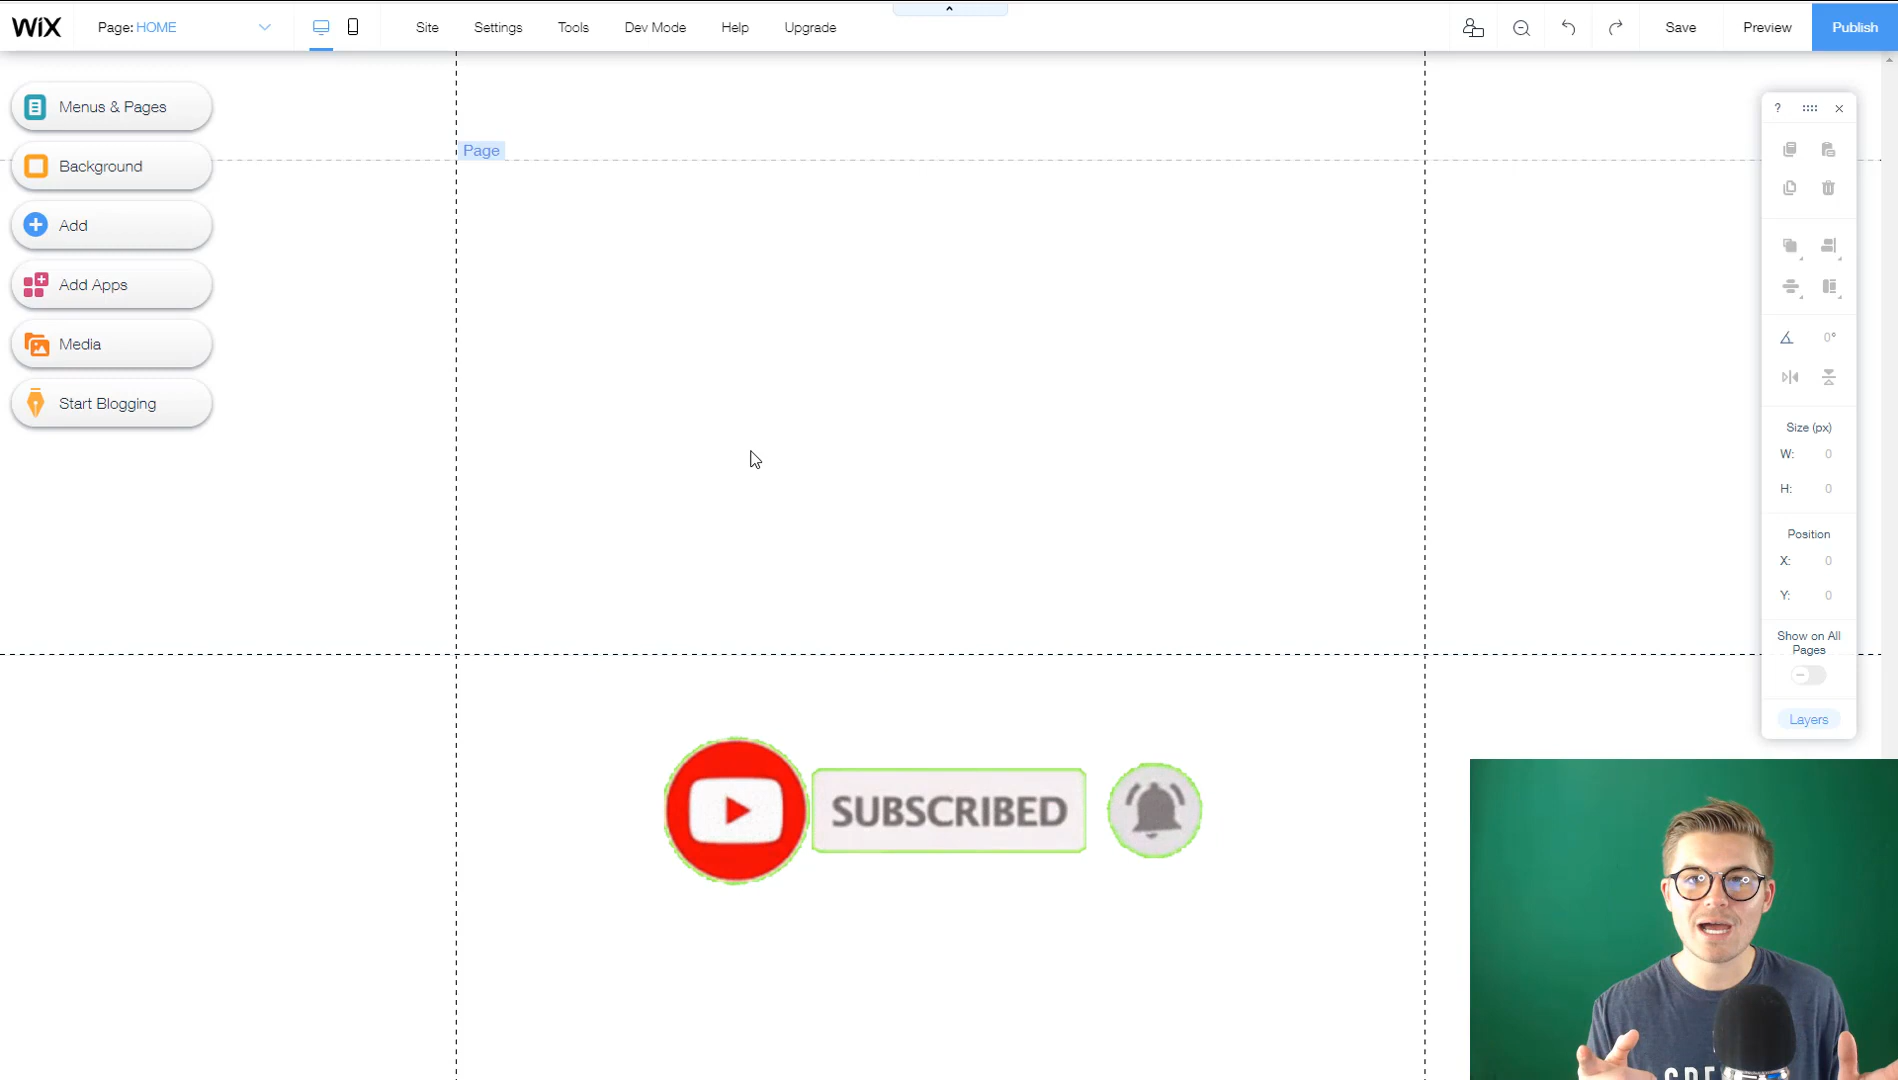 WiX
Page: HOME
Site
Settings
Tools
Dev Mode
Help
Upgrade
Save
Preview
Publish
Menus & Pages
Background
Add
Add Apps
Media
Start Blogging
Page
?
0°
Size (px)
W: 0
H: 0
Position
X: 0
Y: 0
Show on All
Pages
Layers
SUBSCRIBED